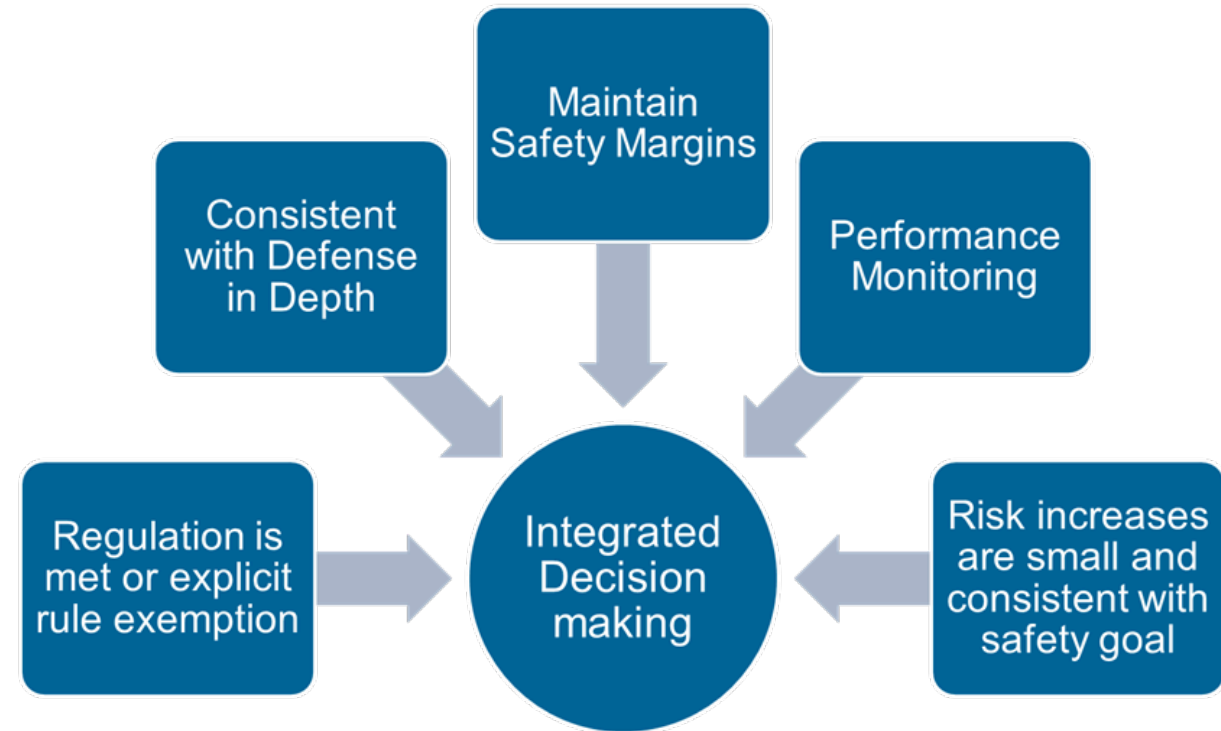 Maintain
Safety Margins
Consistent
with Defense
in Depth
Performance
Monitoring
Regulation is
met or explicit
rule exemption
Integrated
Decision
making
Risk increases
are small and
consistent with
safety goal